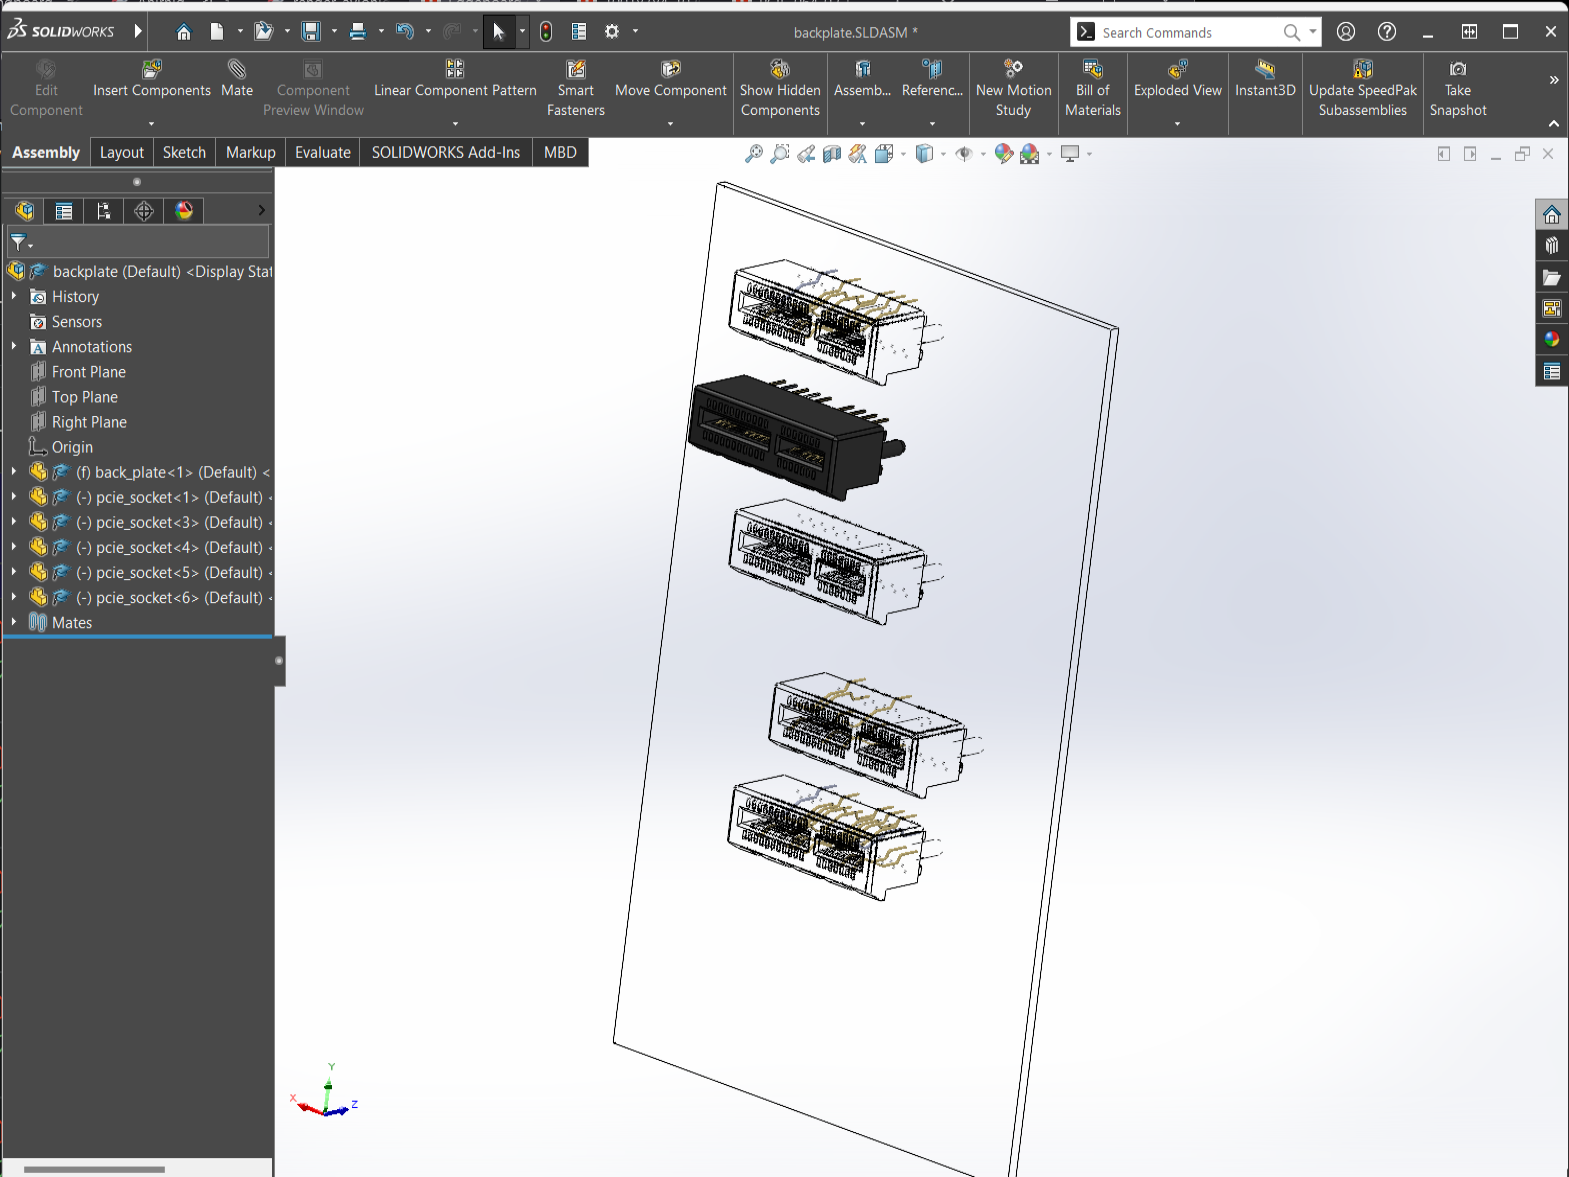 SOLIDWORKS
backplate.SLDASM *
Search Commands
Edit Component
Insert Components
Mate
Component Preview Window
Linear Component Pattern
Smart Fasteners
Move Component
Show Hidden Components
Assemb...
Referenc...
New Motion Study
Bill of Materials
Exploded View
Instant3D
Update SpeedPak Subassemblies
Take Snapshot
Assembly
Layout
Sketch
Markup
Evaluate
SOLIDWORKS Add-Ins
MBD
backplate (Default) <Display Stat
History
Sensors
Annotations
Front Plane
Top Plane
Right Plane
Origin
(f) back_plate<1> (Default) <
(-) pcie_socket<1> (Default) <
(-) pcie_socket<3> (Default) <
(-) pcie_socket<4> (Default) <
(-) pcie_socket<5> (Default) <
(-) pcie_socket<6> (Default) <
Mates
Y
X
Z